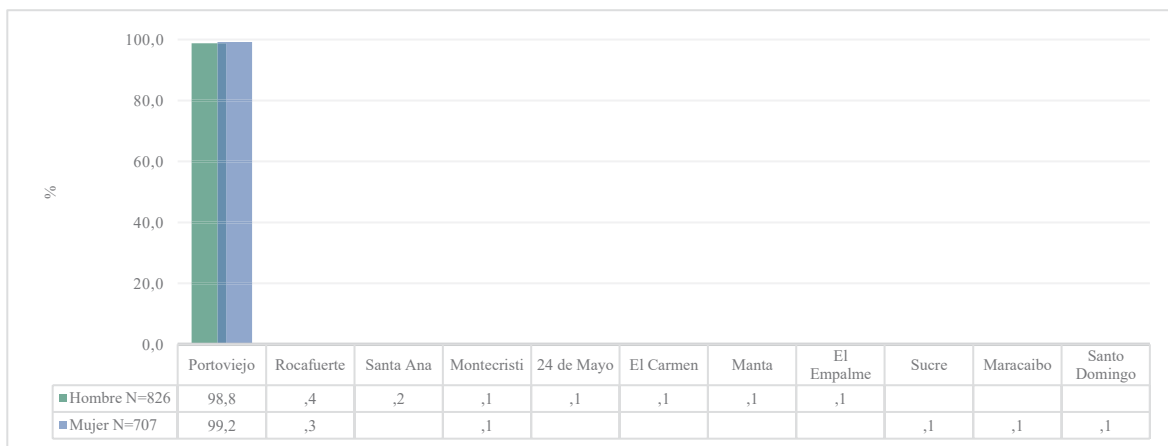 100,0
80,0
60,0
40,0
20,0
0,0
%
Portoviejo Rocafuerte Santa Ana Montecristi 24 de Mayo El Carmen Manta El Empalme Sucre Maracaibo Santo Domingo
Hombre N=826 98,8 ,4 ,2 ,1 ,1 ,1 ,1 ,1
Mujer N=707 99,2 ,3 ,1 ,1 ,1 ,1